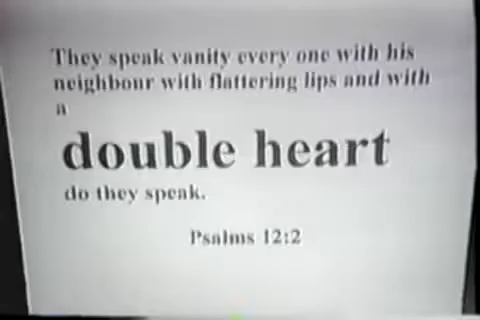 They speak vanity every one with his
neighbour with flattering lips and with
a
double heart
do they speak.
Psalms 12:2